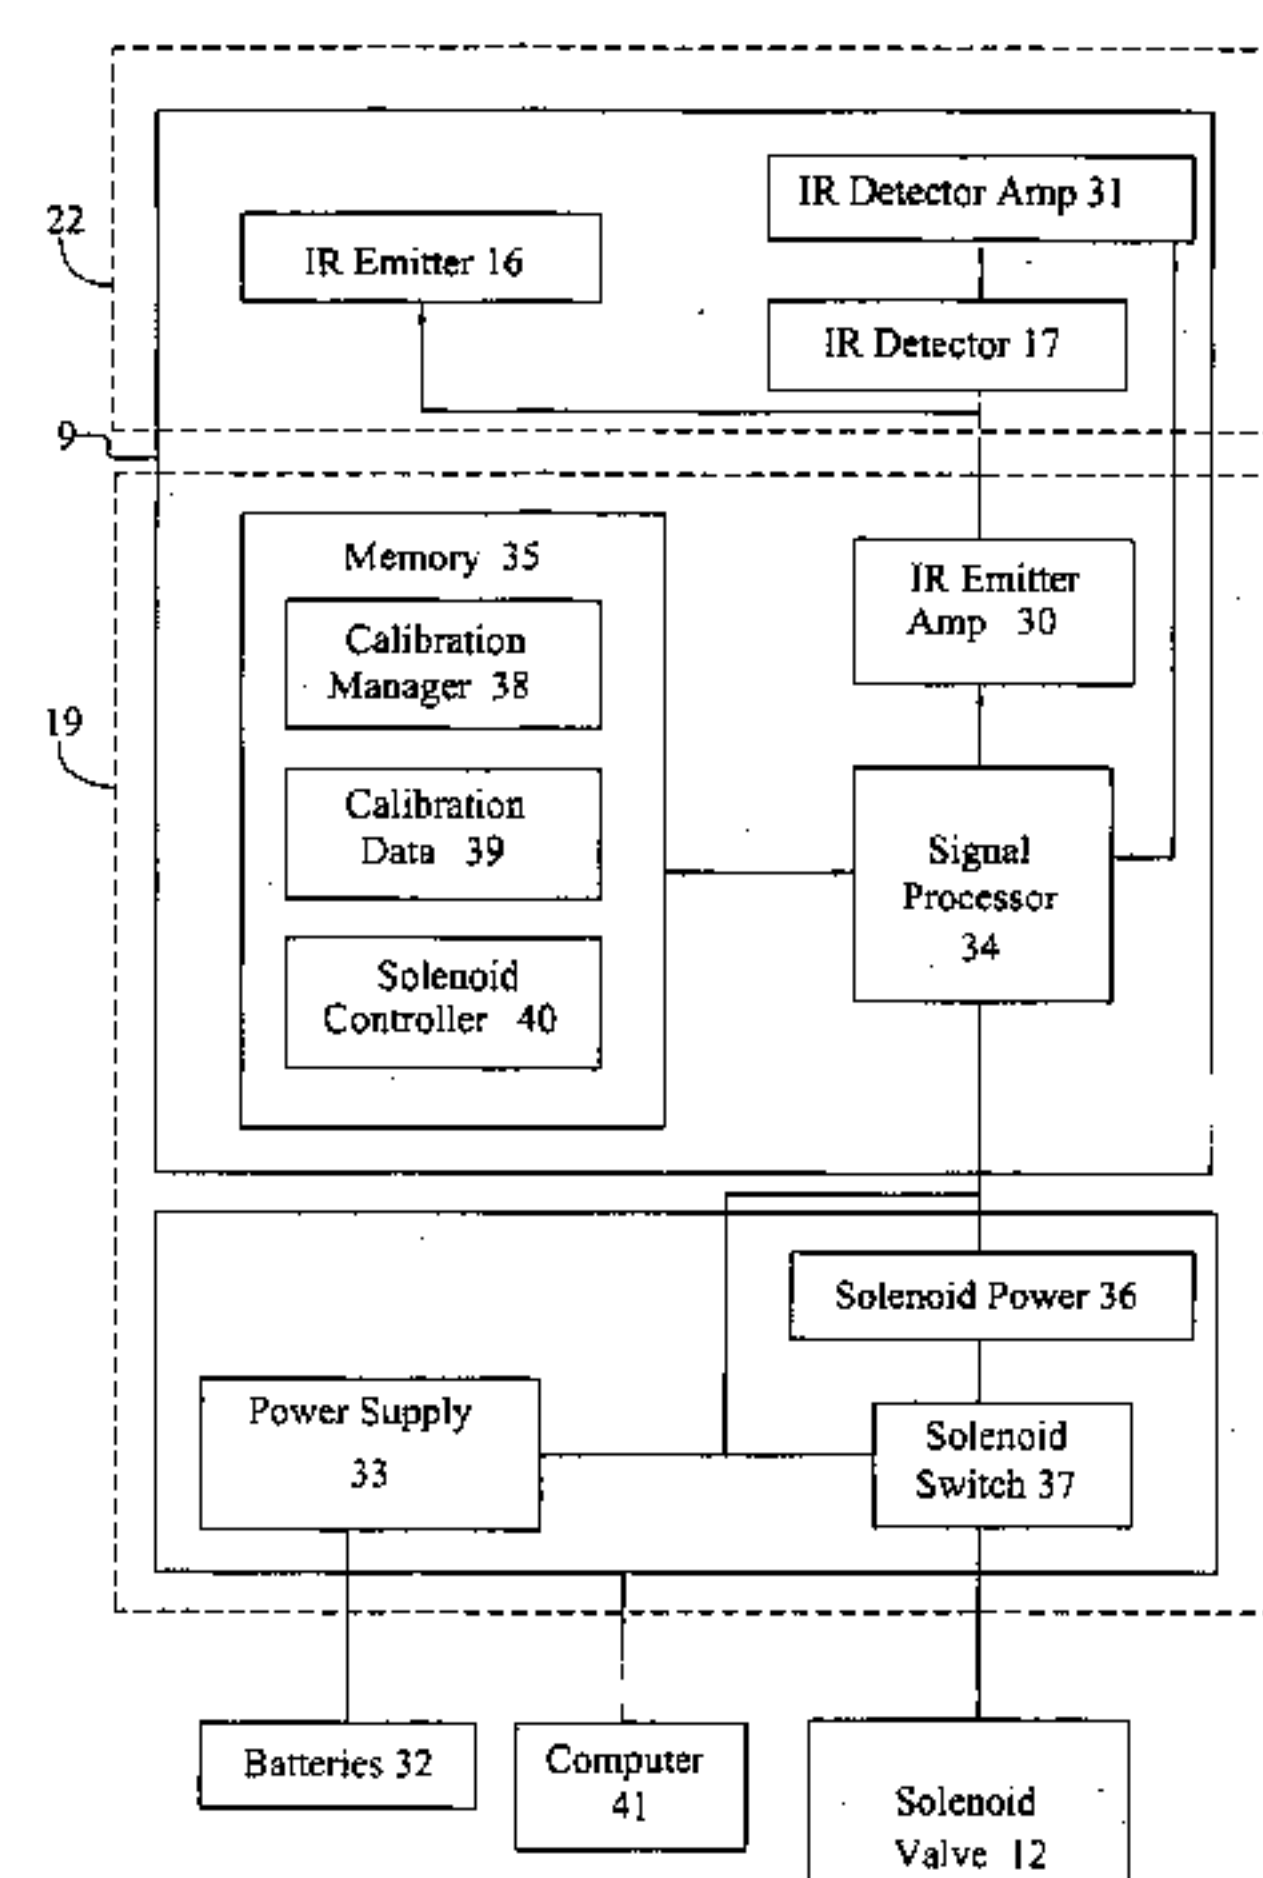 22
IR Detector Amp 31
IR Emitter 16
IR Detector 17
9
Memory 35
Calibration
Manager 38
Calibration
Data 39
Solenoid
Controller 40
IR Emitter
Amp 30
19
Signal
Processor
34
Solenoid Power 36
Power Supply
33
Solenoid
Switch 37
Batteries 32
Computer
41
Solenoid
Valve 12